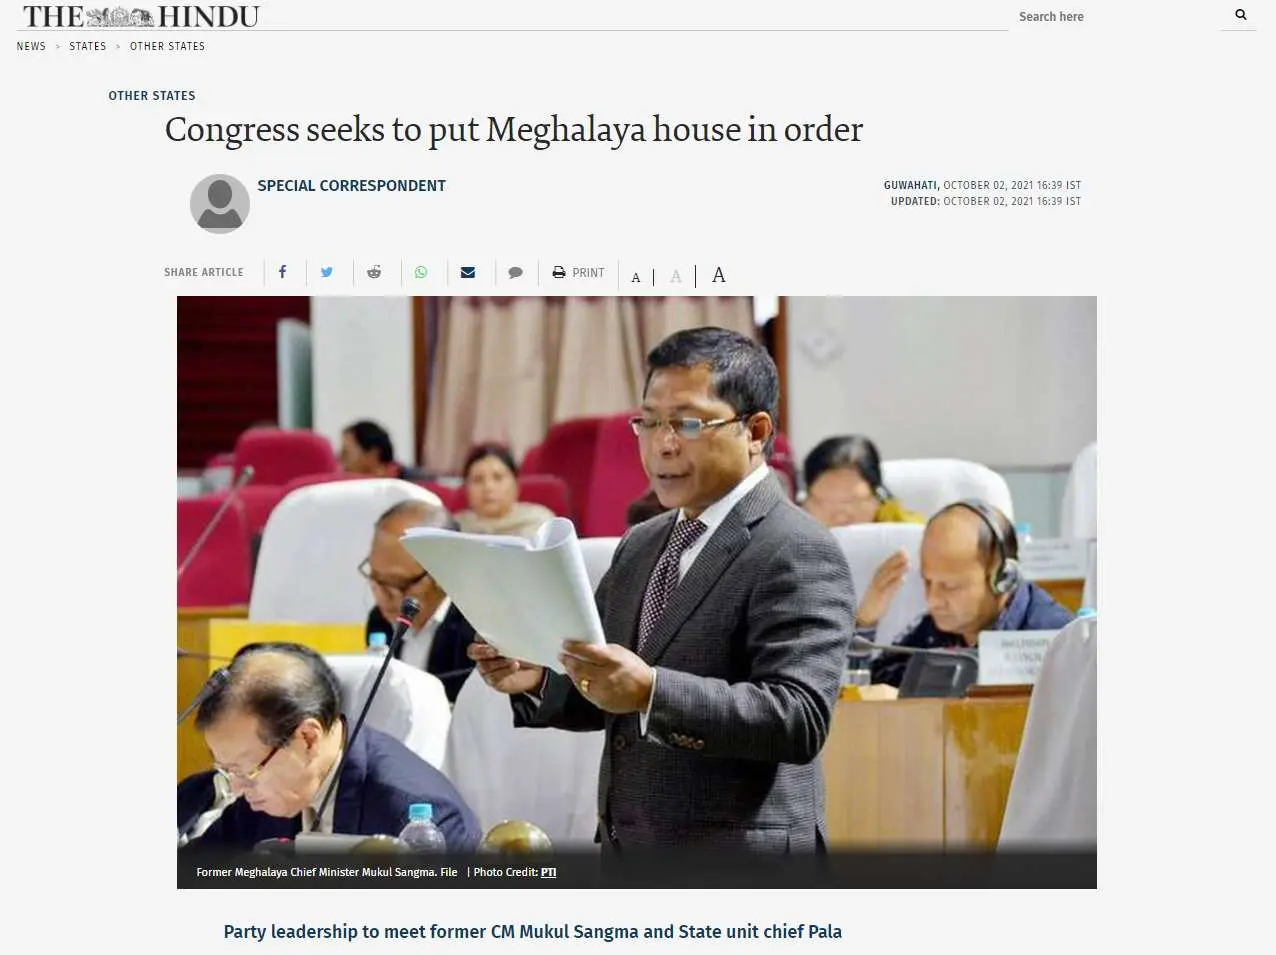 THE HINDU
Search here
NEWS > STATES > OTHER STATES
OTHER STATES
Congress seeks to put Meghalaya house in order
SPECIAL CORRESPONDENT
GUWAHATI, OCTOBER 02, 2021 16:39 IST
UPDATED: OCTOBER 02, 2021 16:39 IST
SHARE ARTICLE
PRINT
A | A | A
Former Meghalaya Chief Minister Mukul Sangma. File | Photo Credit: PTI
Party leadership to meet former CM Mukul Sangma and State unit chief Pala